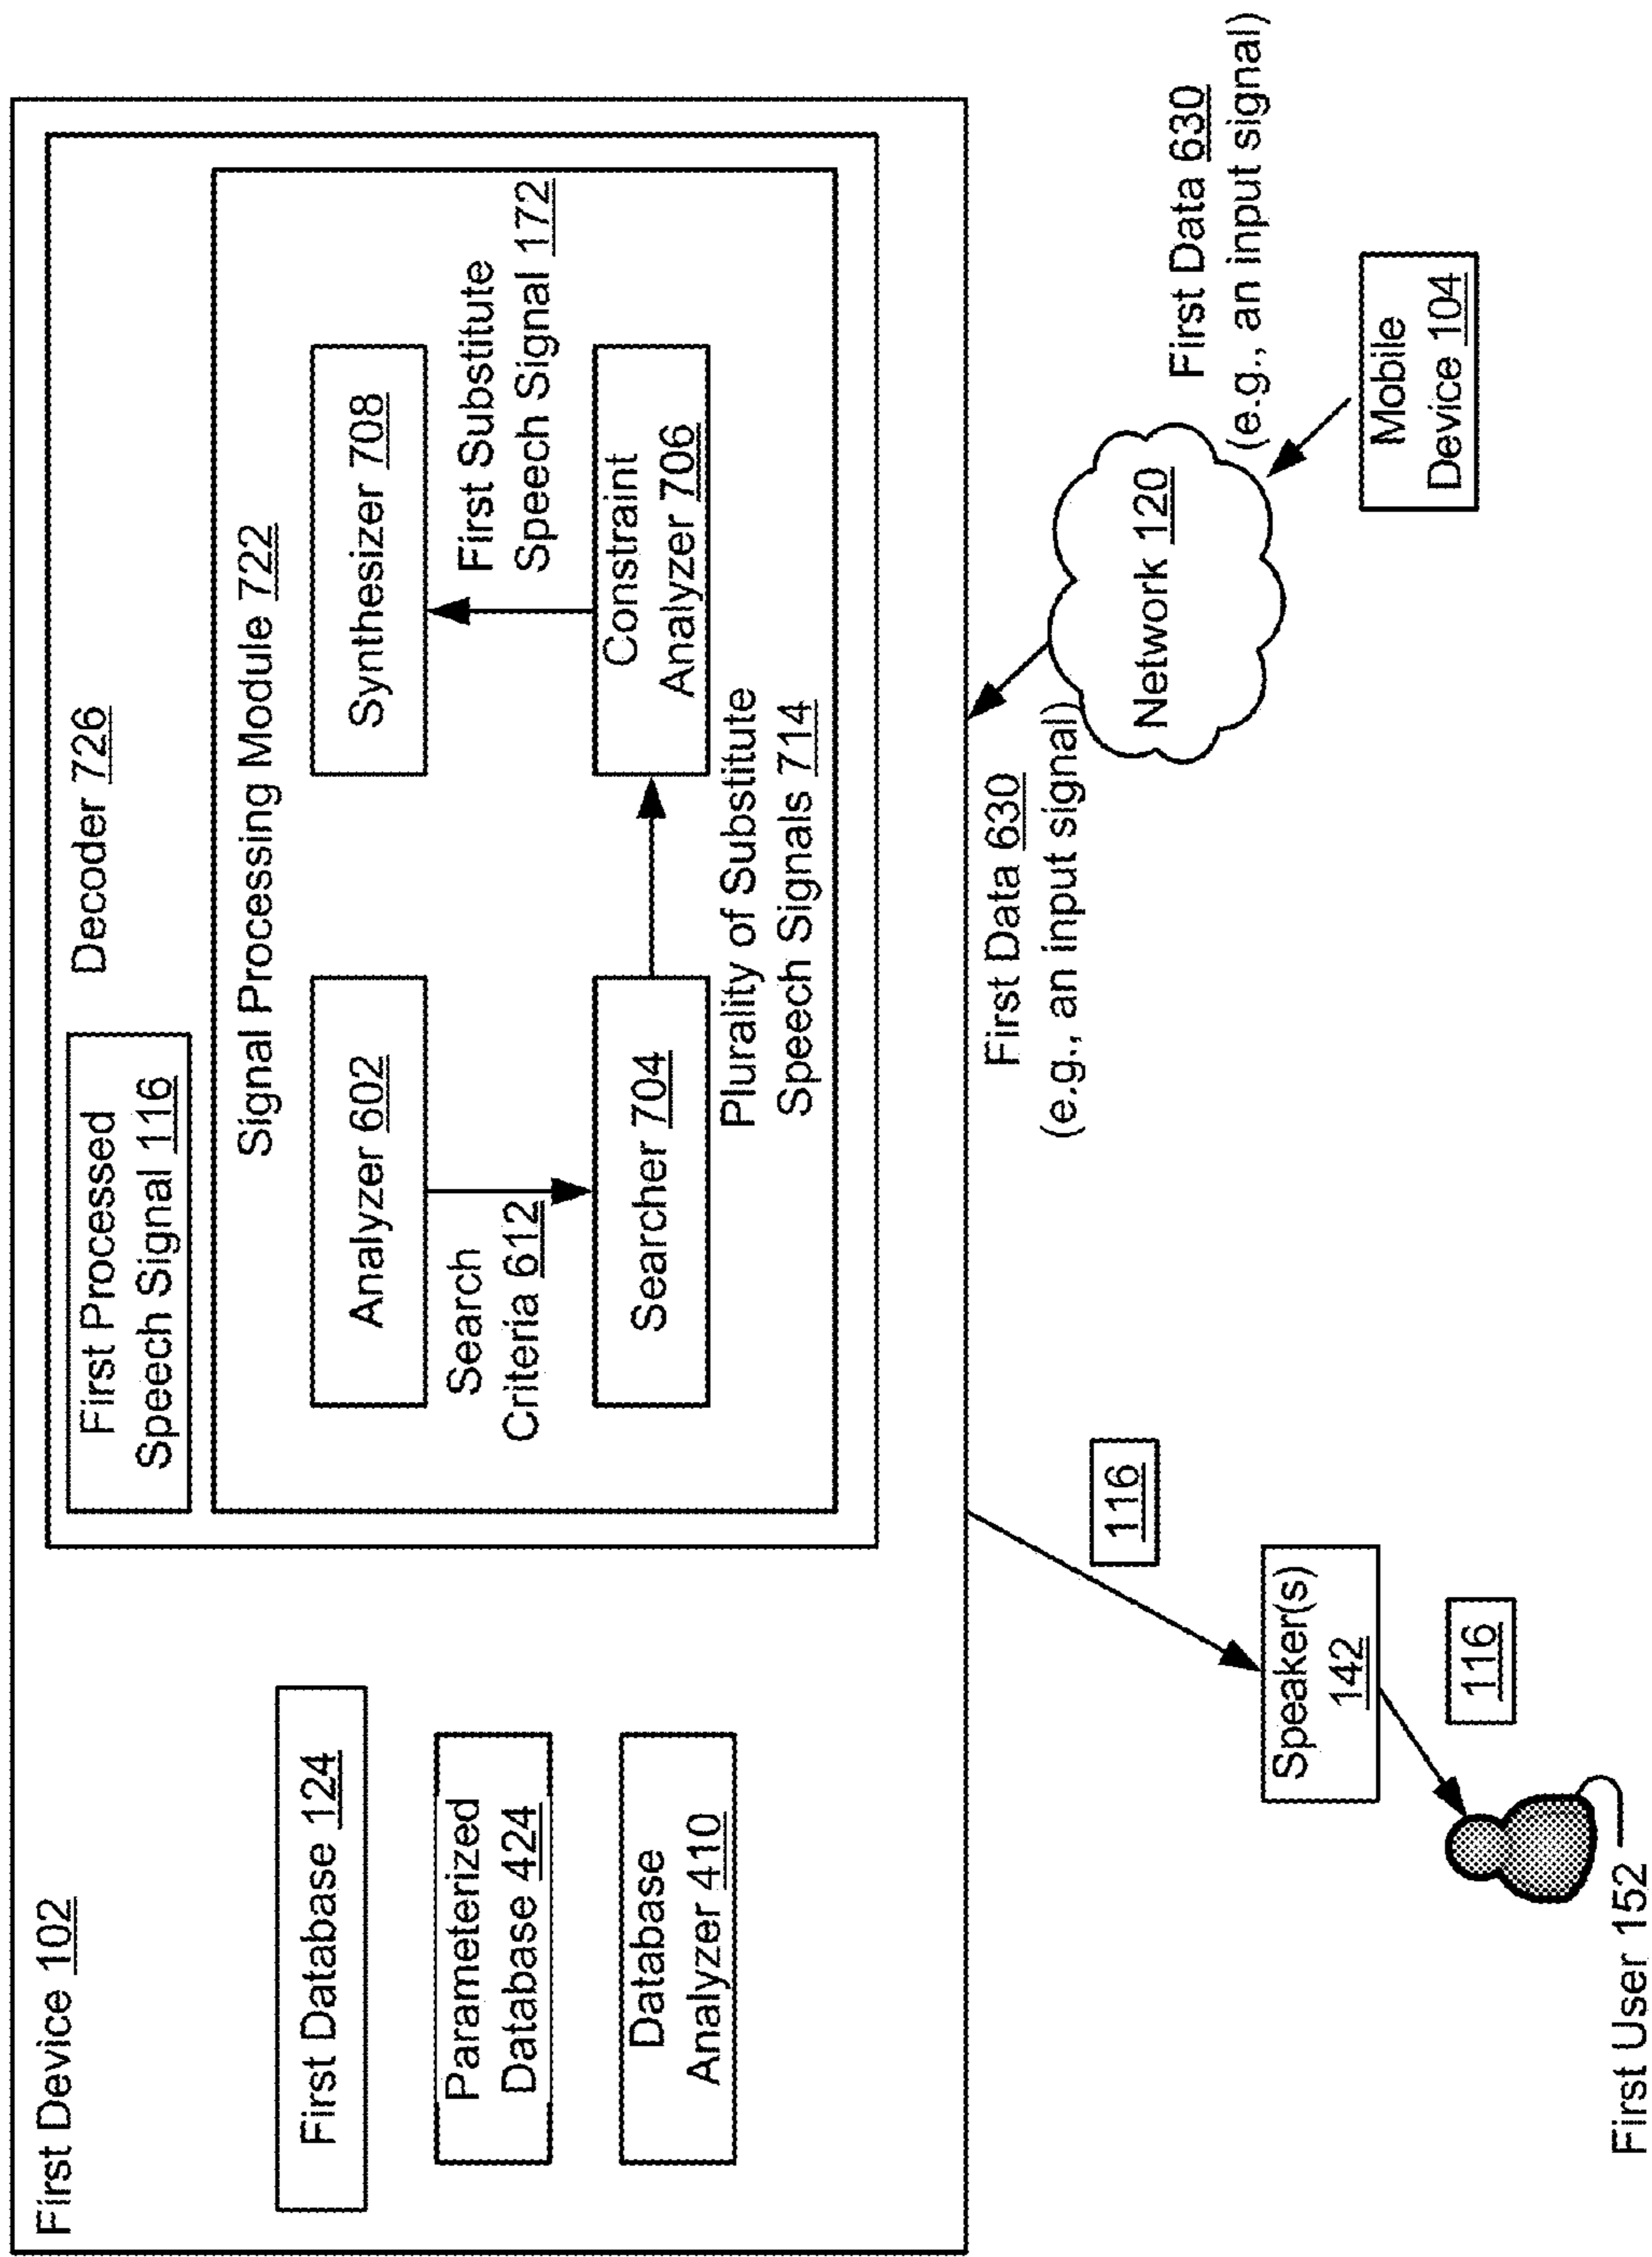 First Device 102
First Database 124
Parameterized
Database 424
Database
Analyzer 410
First Processed
Speech Signal 116
Decoder 726
Signal Processing Module 722
Analyzer 602
Synthesizer 708
Search
Criteria 612
First Substitute
Speech Signal 172
Searcher 704
Constraint
Analyzer 706
Plurality of Substitute
Speech Signals 714
First Data 630
(e.g., an input signal)
Network 120
First Data 630
(e.g., an input signal)
Mobile
Device 104
116
Speaker(s)
142
116
First User 152